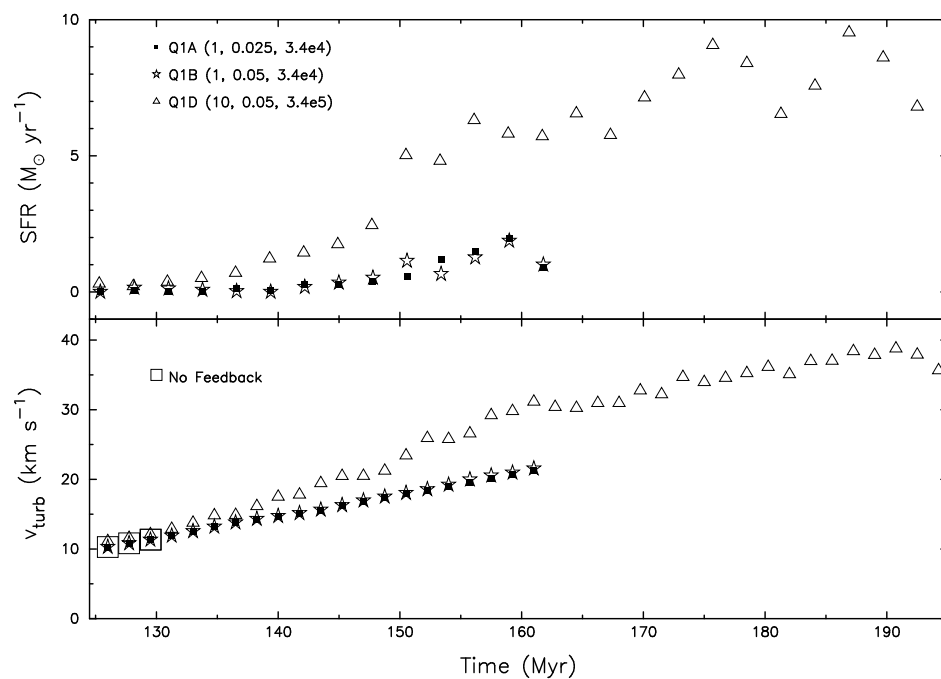 10
Q1A (1, 0.025, 3.4e4)
Q1B (1, 0.05, 3.4e4)
Q1D (10, 0.05, 3.4e5)
5
0
SFR (M⊙ yr⁻¹)
40
No Feedback
30
20
10
0
v_turb (km s⁻¹)
130 140 150 160 170 180 190
Time (Myr)